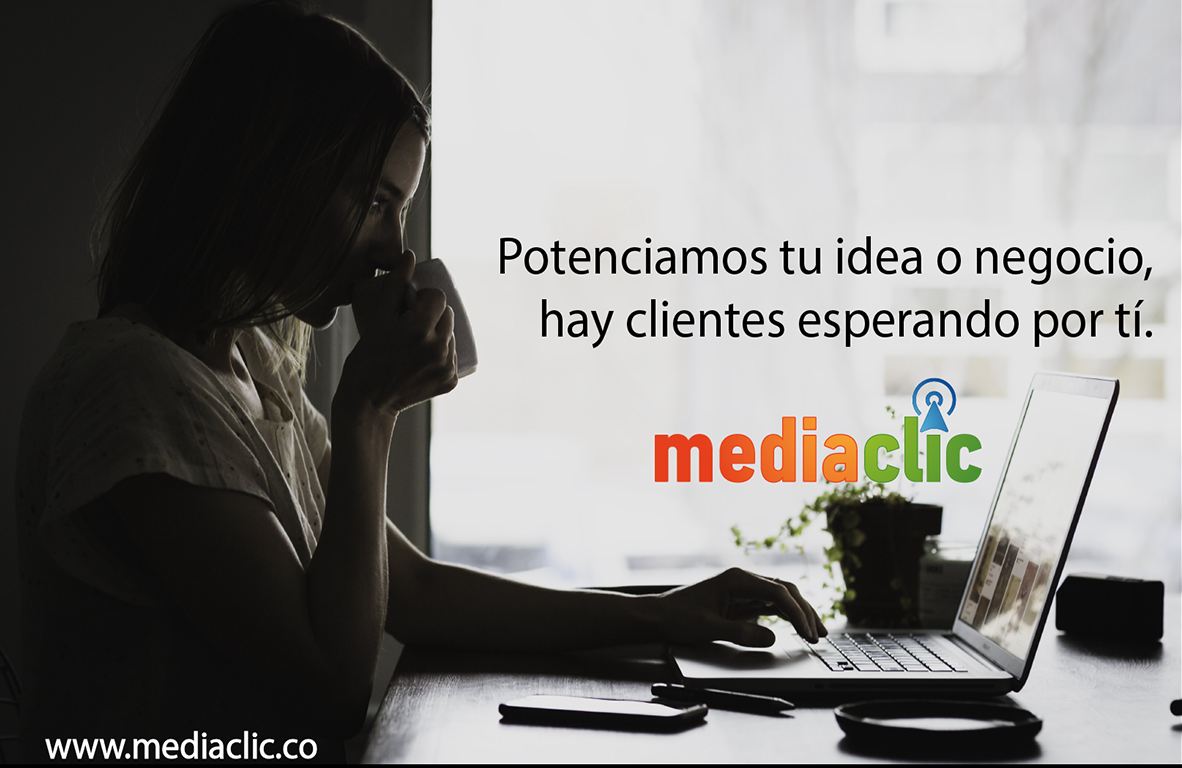 Potenciamos tu idea o negocio,
hay clientes esperando por tí.
mediaclic
www.mediaclic.co